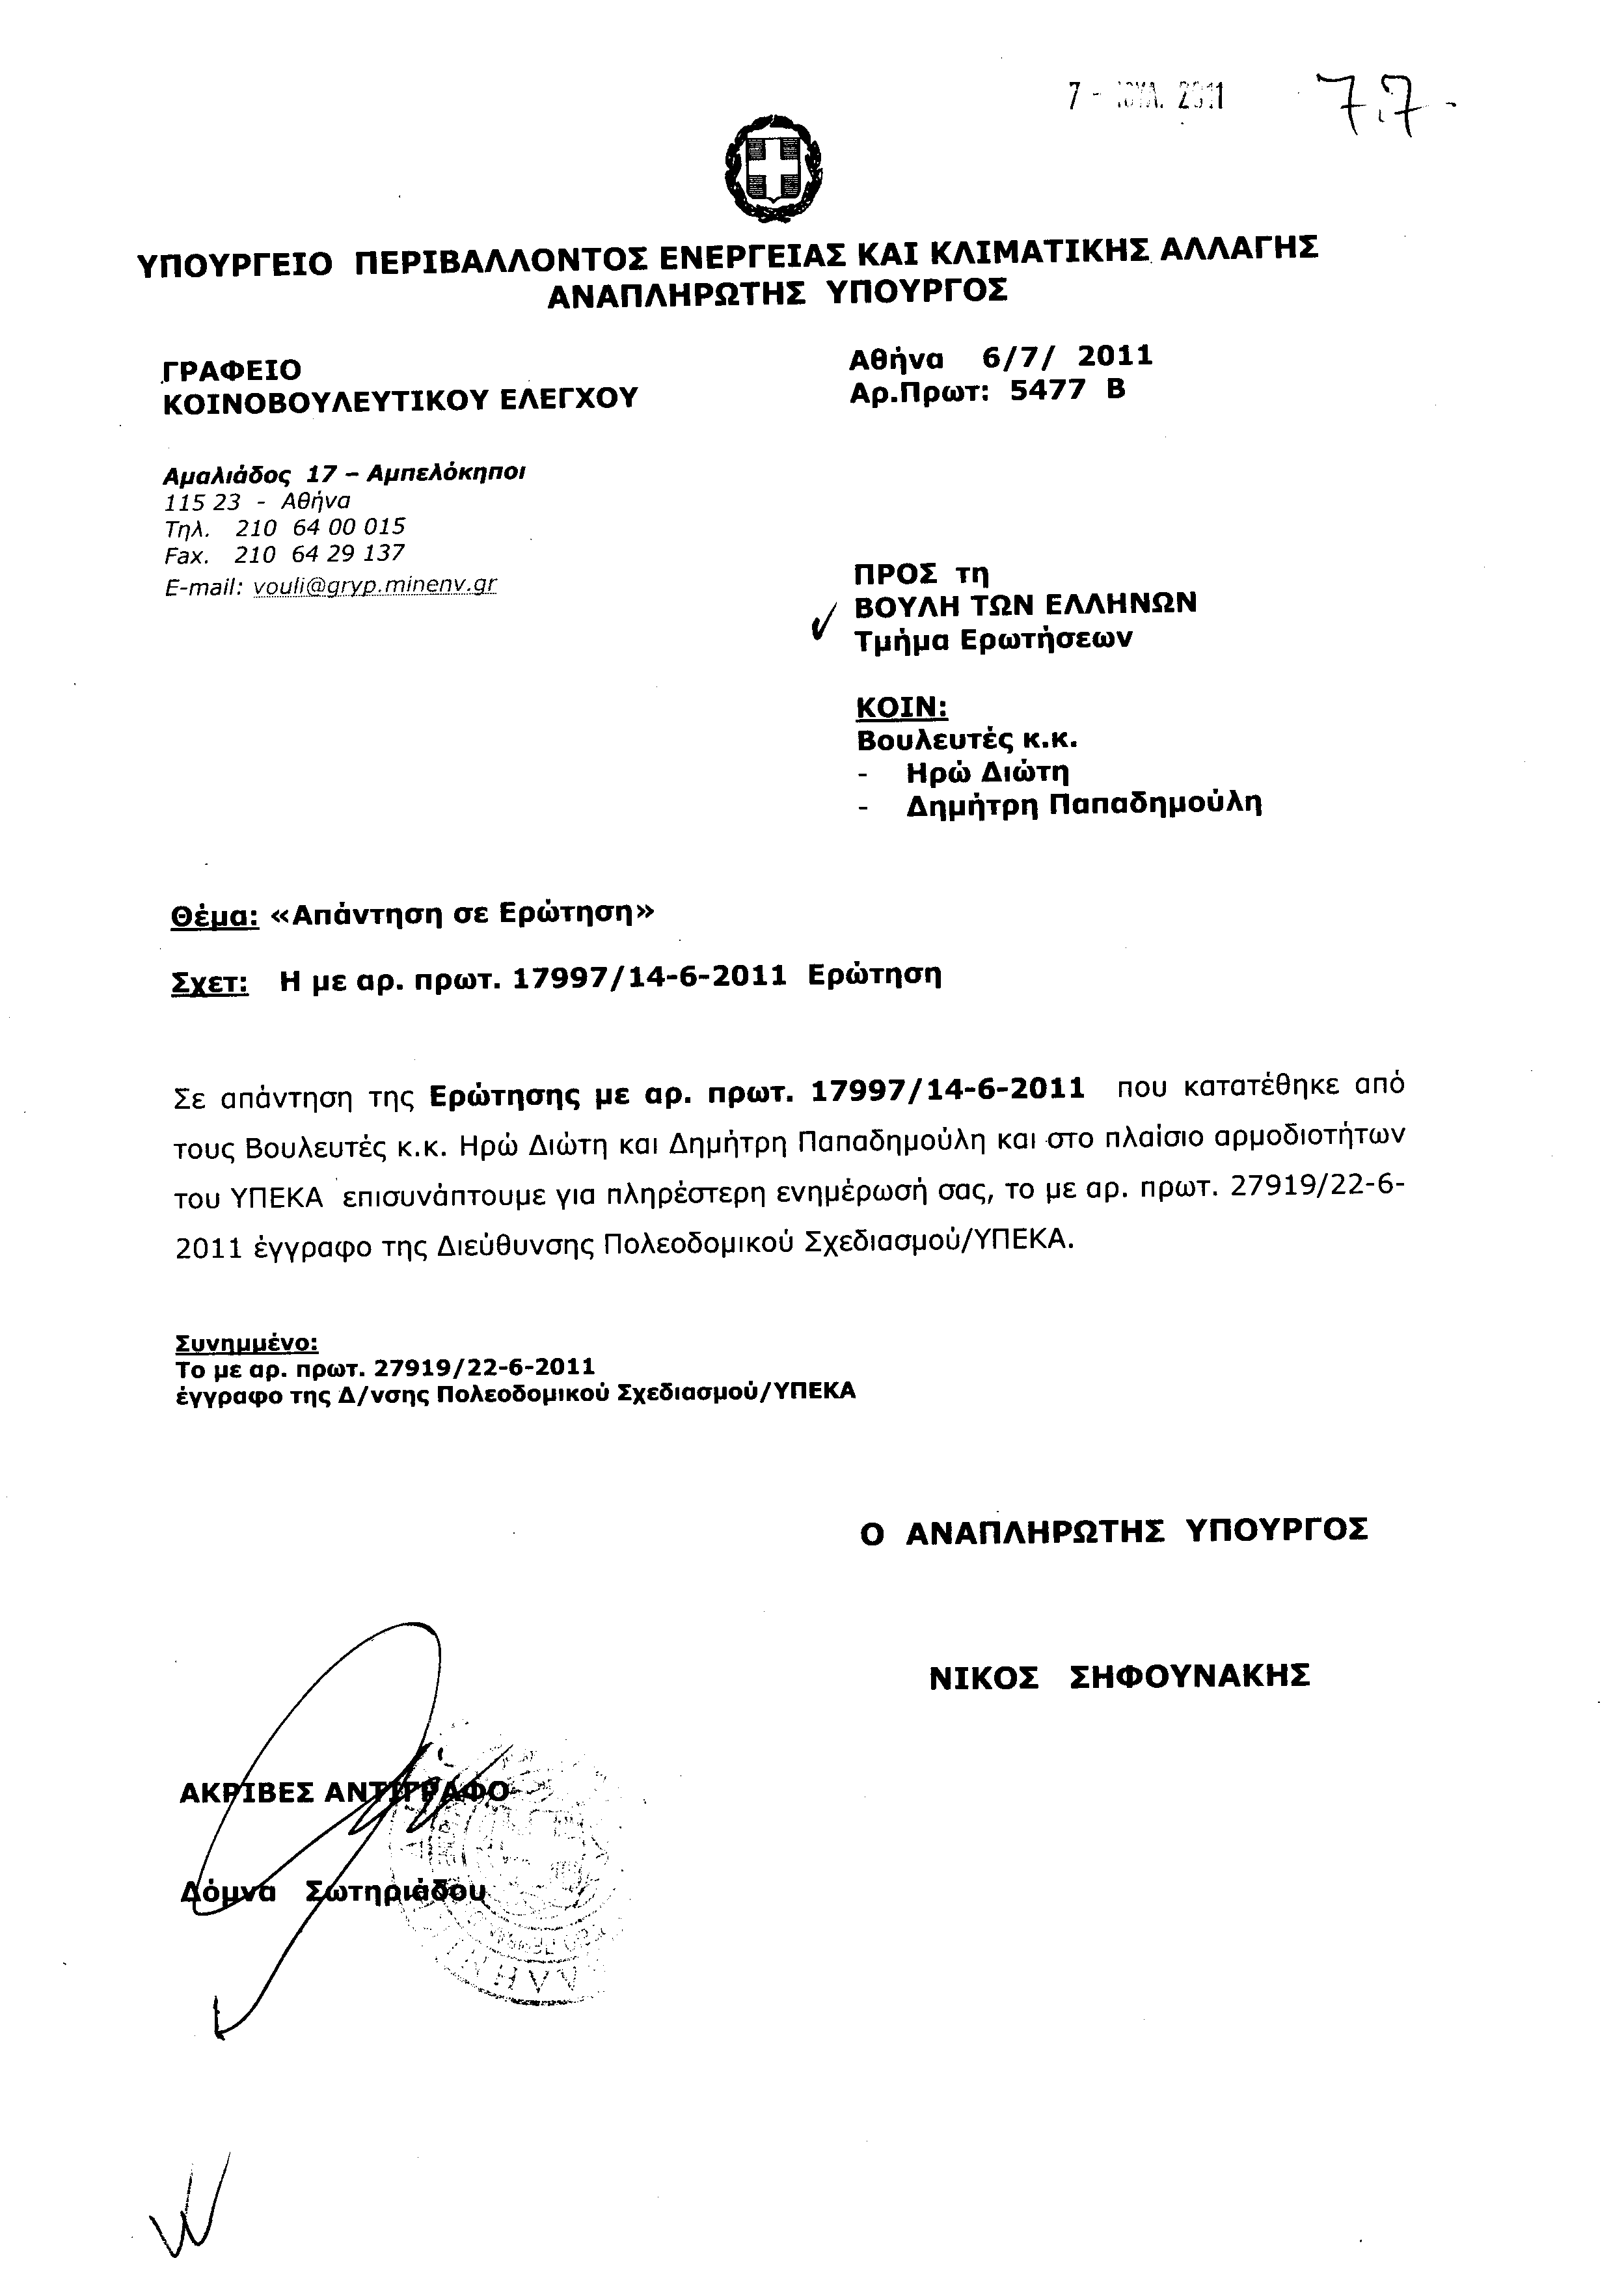 7 - ΙΟΥΛ. 2011
7.7.
ΥΠΟΥΡΓΕΙΟ ΠΕΡΙΒΑΛΛΟΝΤΟΣ ΕΝΕΡΓΕΙΑΣ ΚΑΙ ΚΛΙΜΑΤΙΚΗΣ ΑΛΛΑΓΗΣ
ΑΝΑΠΛΗΡΩΤΗΣ ΥΠΟΥΡΓΟΣ
ΓΡΑΦΕΙΟ
ΚΟΙΝΟΒΟΥΛΕΥΤΙΚΟΥ ΕΛΕΓΧΟΥ
Αθήνα 6/7/ 2011
Αρ.Πρωτ: 5477 Β
Αμαλιάδος 17 – Αμπελόκηποι
115 23 - Αθήνα
Τηλ. 210 64 00 015
Fax. 210 64 29 137
E-mail: vouli@gryp.minenv.gr
ΠΡΟΣ τη
ΒΟΥΛΗ ΤΩΝ ΕΛΛΗΝΩΝ
Τμήμα Ερωτήσεων
ΚΟΙΝ:
Βουλευτές κ.κ.
- Ηρώ Διώτη
- Δημήτρη Παπαδημούλη
Θέμα: «Απάντηση σε Ερώτηση»
Σχετ: Η με αρ. πρωτ. 17997/14-6-2011 Ερώτηση
Σε απάντηση της Ερώτησης με αρ. πρωτ. 17997/14-6-2011 που κατατέθηκε από
τους Βουλευτές κ.κ. Ηρώ Διώτη και Δημήτρη Παπαδημούλη και στο πλαίσιο αρμοδιοτήτων
του ΥΠΕΚΑ επισυνάπτουμε για πληρέστερη ενημέρωσή σας, το με αρ. πρωτ. 27919/22-6-
2011 έγγραφο της Διεύθυνσης Πολεοδομικού Σχεδιασμού/ΥΠΕΚΑ.
Συνημμένο:
Το με αρ. πρωτ. 27919/22-6-2011
έγγραφο της Δ/νσης Πολεοδομικού Σχεδιασμού/ΥΠΕΚΑ
Ο ΑΝΑΠΛΗΡΩΤΗΣ ΥΠΟΥΡΓΟΣ
ΝΙΚΟΣ ΣΗΦΟΥΝΑΚΗΣ
ΑΚΡΙΒΕΣ ΑΝΤΙΓΡΑΦΟ
Δόμνα Σωτηριάδου